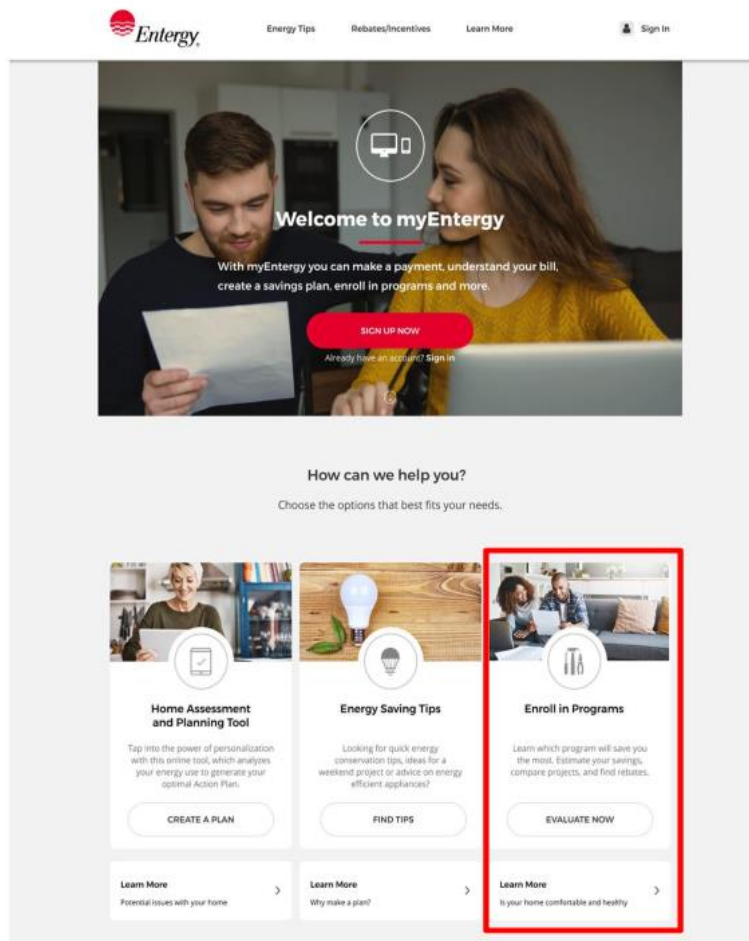 Entergy
Energy Tips
Rebates/Incentives
Learn More
Sign In
Welcome to myEntergy
With myEntergy you can make a payment, understand your bill,
create a savings plan, enroll in programs and more.
SIGN UP NOW
Already have an account? Sign in
How can we help you?
Choose the options that best fits your needs.
Home Assessment
and Planning Tool
Tap into the power of personalization
with this online tool, which analyzes
your energy use to generate your
optimal Action Plan.
CREATE A PLAN
Learn More
Potential issues with your home
Energy Saving Tips
Looking for quick energy
conservation tips, ideas for a
weekend project or advice on energy
efficient appliances?
FIND TIPS
Learn More
Why make a plan?
Enroll in Programs
Learn which program will save you
the most. Estimate your savings,
compare projects, and find rebates.
EVALUATE NOW
Learn More
Is your home comfortable and healthy